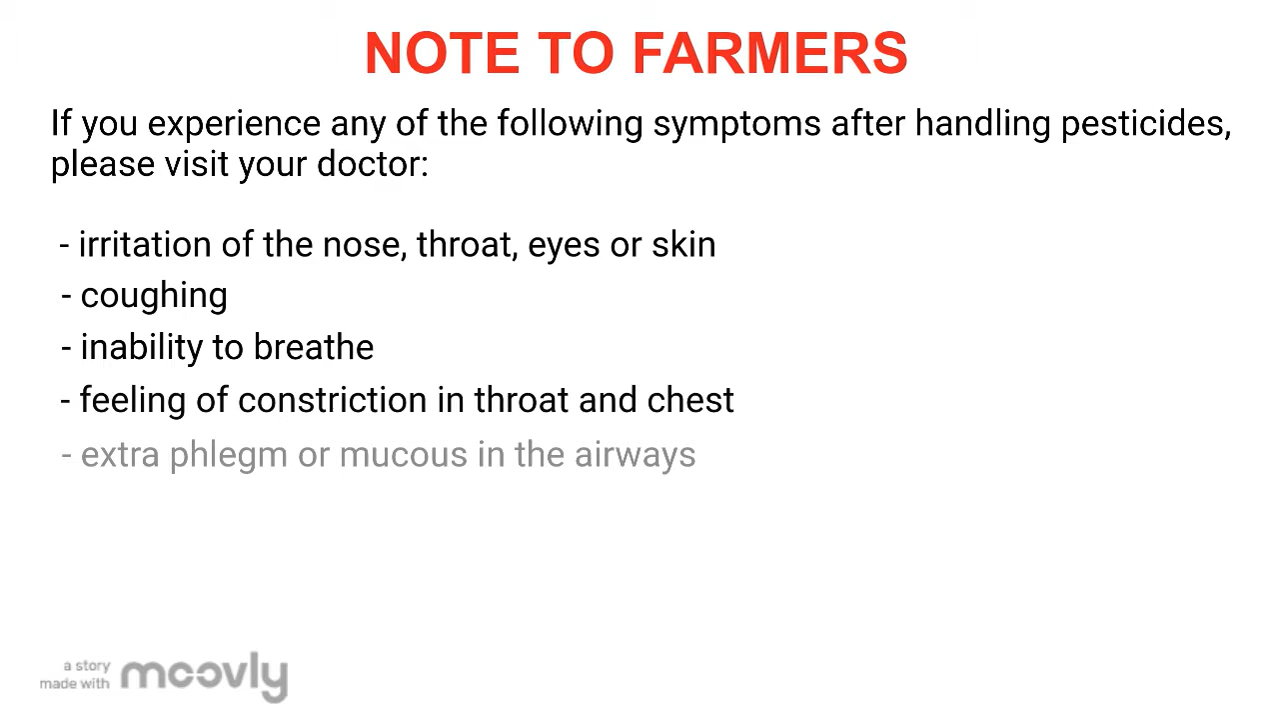 NOTE TO FARMERS
If you experience any of the following symptoms after handling pesticides,
please visit your doctor:
- irritation of the nose, throat, eyes or skin
- coughing
- inability to breathe
- feeling of constriction in throat and chest
- extra phlegm or mucous in the airways
a story
made with moovly